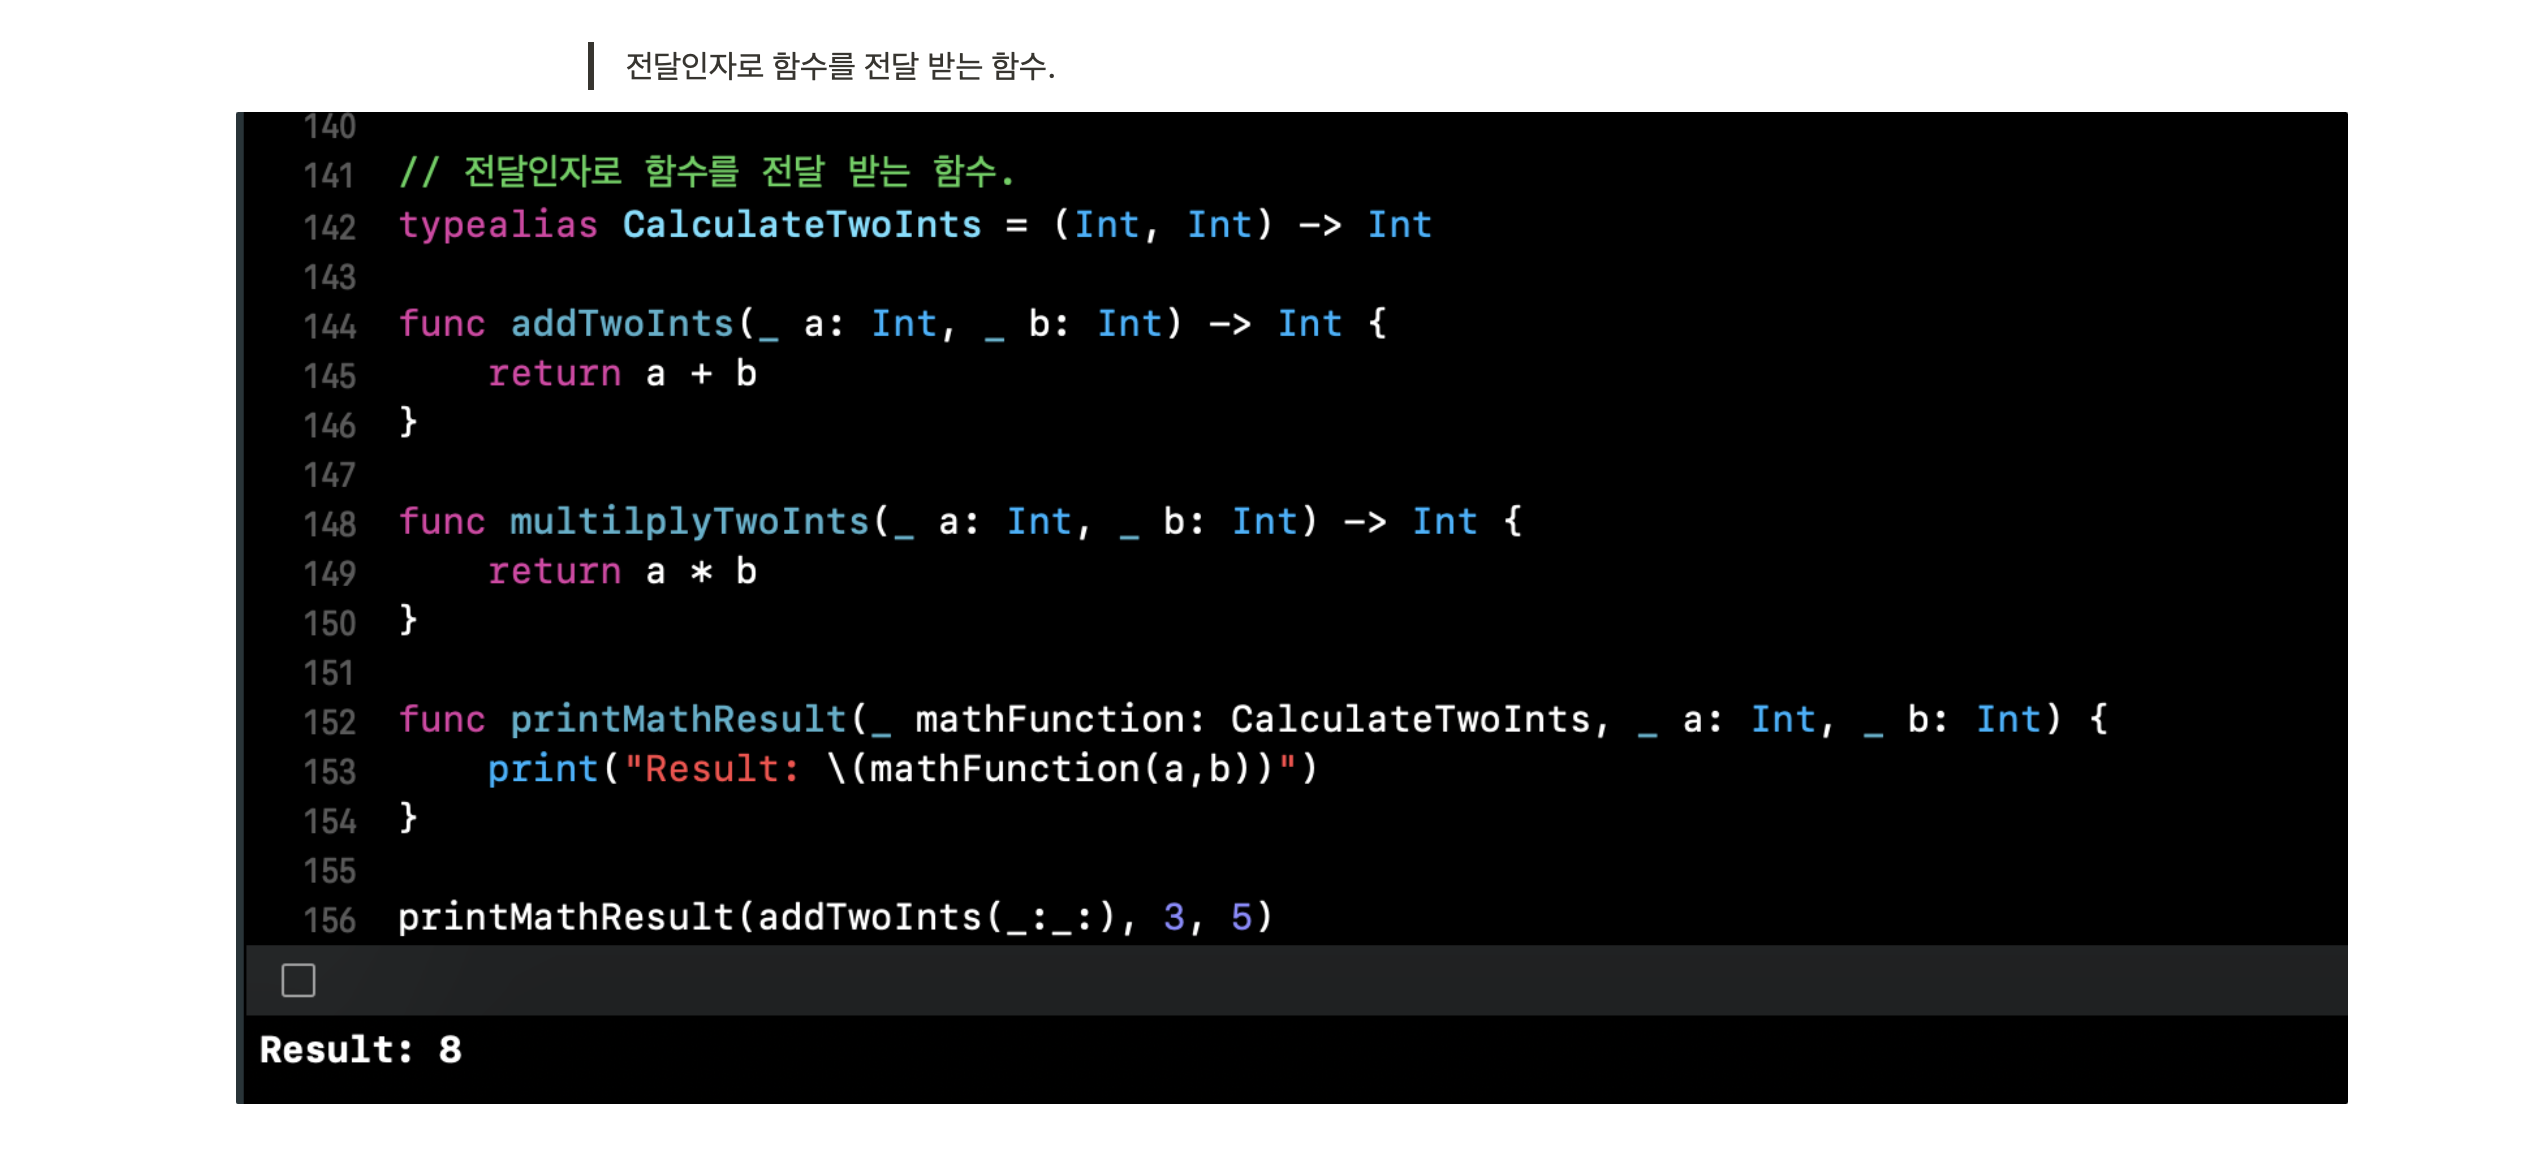 전달인자로 함수를 전달 받는 함수.
140
141 // 전달인자로 함수를 전달 받는 함수.
142 typealias CalculateTwoInts = (Int, Int) -> Int
143
144 func addTwoInts(_ a: Int, _ b: Int) -> Int {
145     return a + b
146 }
147
148 func multilplyTwoInts(_ a: Int, _ b: Int) -> Int {
149     return a * b
150 }
151
152 func printMathResult(_ mathFunction: CalculateTwoInts, _ a: Int, _ b: Int) {
153     print("Result: \(mathFunction(a,b))")
154 }
155
156 printMathResult(addTwoInts(_:_:), 3, 5)
Result: 8